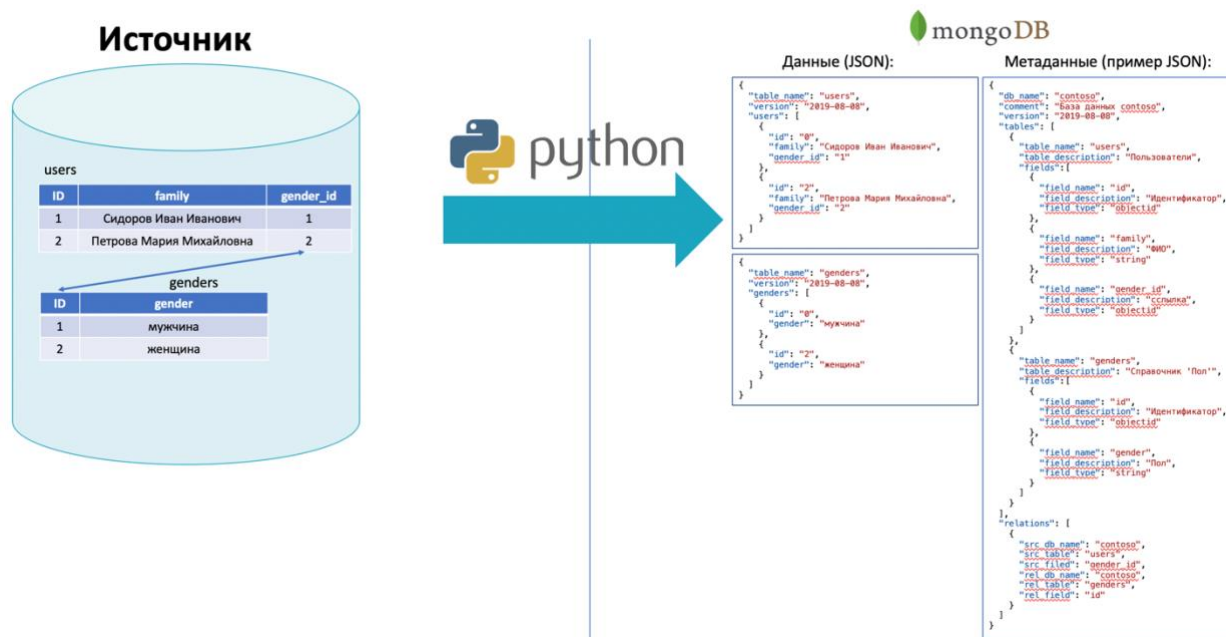 Источник
users
ID family gender_id
1 Сидоров Иван Иванович 1
2 Петрова Мария Михайловна 2
genders
ID gender
1 мужчина
2 женщина
python
mongoDB
Данные (JSON):
{
"table_name": "users",
"version": "2019-08-08",
"users": [
{
"id": "0",
"family": "Сидоров Иван Иванович",
"gender_id": "1"
},
{
"id": "2",
"family": "Петрова Мария Михайловна",
"gender_id": "2"
}
]
}
{
"table_name": "genders",
"version": "2019-08-08",
"genders": [
{
"id": "0",
"gender": "мужчина"
},
{
"id": "2",
"gender": "женщина"
}
]
}
Метаданные (пример JSON):
{
"db_name": "contoso",
"comment": "База данных contoso",
"version": "2019-08-08",
"tables": [
{
"table_name": "users",
"table_description": "Пользователи",
"fields":[
{
"field_name": "id",
"field_description": "Идентификатор",
"field_type": "objectid"
},
{
"field_name": "family",
"field_description": "ФИО",
"field_type": "string"
},
{
"field_name": "gender_id",
"field_description": "сслылка",
"field_type": "objectid"
}
]
},
{
"table_name": "genders",
"table_description": "Справочник 'Пол'",
"fields":[
{
"field_name": "id",
"field_description": "Идентификатор",
"field_type": "objectid"
},
{
"field_name": "gender",
"field_description": "Пол",
"field_type": "string"
}
]
}
],
"relations": [
{
"src_db_name": "contoso",
"src_table": "users",
"src_filed": "gender_id",
"rel_db_name": "contoso",
"rel_table": "genders",
"rel_field": "id"
}
]
}